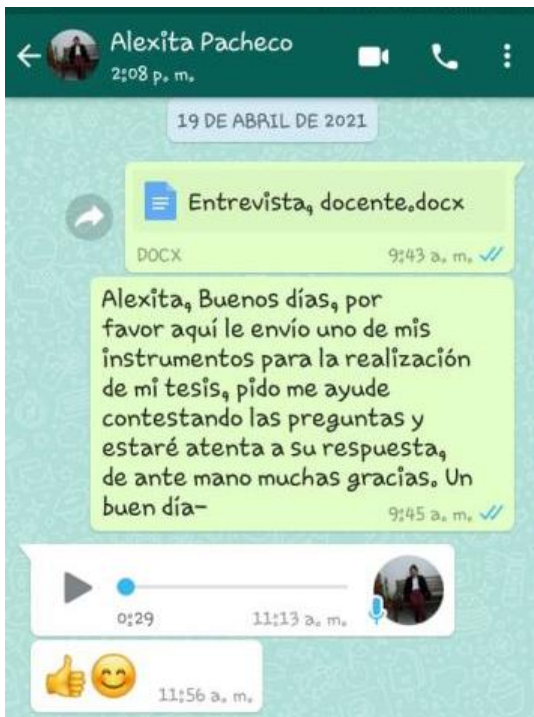 Alexita Pacheco
2:08 p. m.
19 DE ABRIL DE 2021
Entrevista, docente.docx
DOCX
9:43 a. m.
Alexita, Buenos días, por
favor aquí le envío uno de mis
instrumentos para la realización
de mi tesis, pido me ayude
contestando las preguntas y
estaré atenta a su respuesta,
de ante mano muchas gracias. Un
buen día-
9:45 a. m.
0:29
11:13 a. m.
👍😊
11:56 a. m.